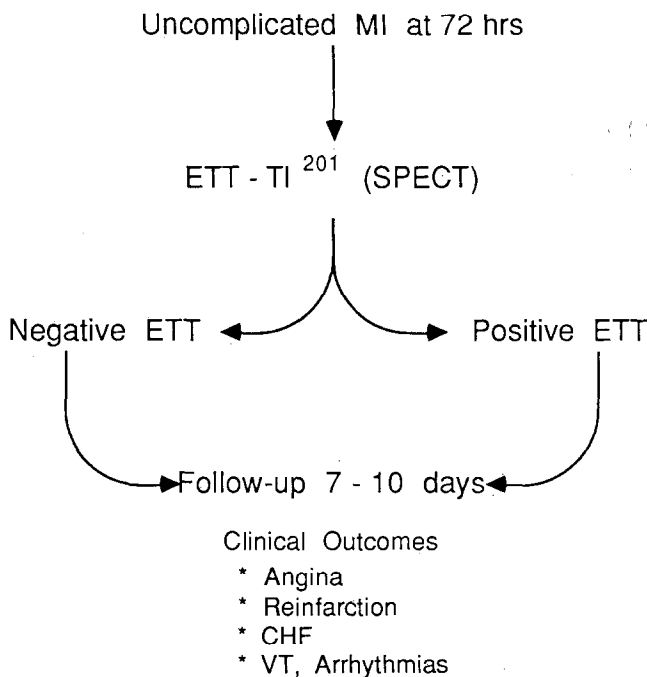 Uncomplicated MI at 72 hrs
ETT - Tl 201 (SPECT)
Negative ETT
Positive ETT
Follow-up 7 - 10 days
Clinical Outcomes
* Angina
* Reinfarction
* CHF
* VT, Arrhythmias